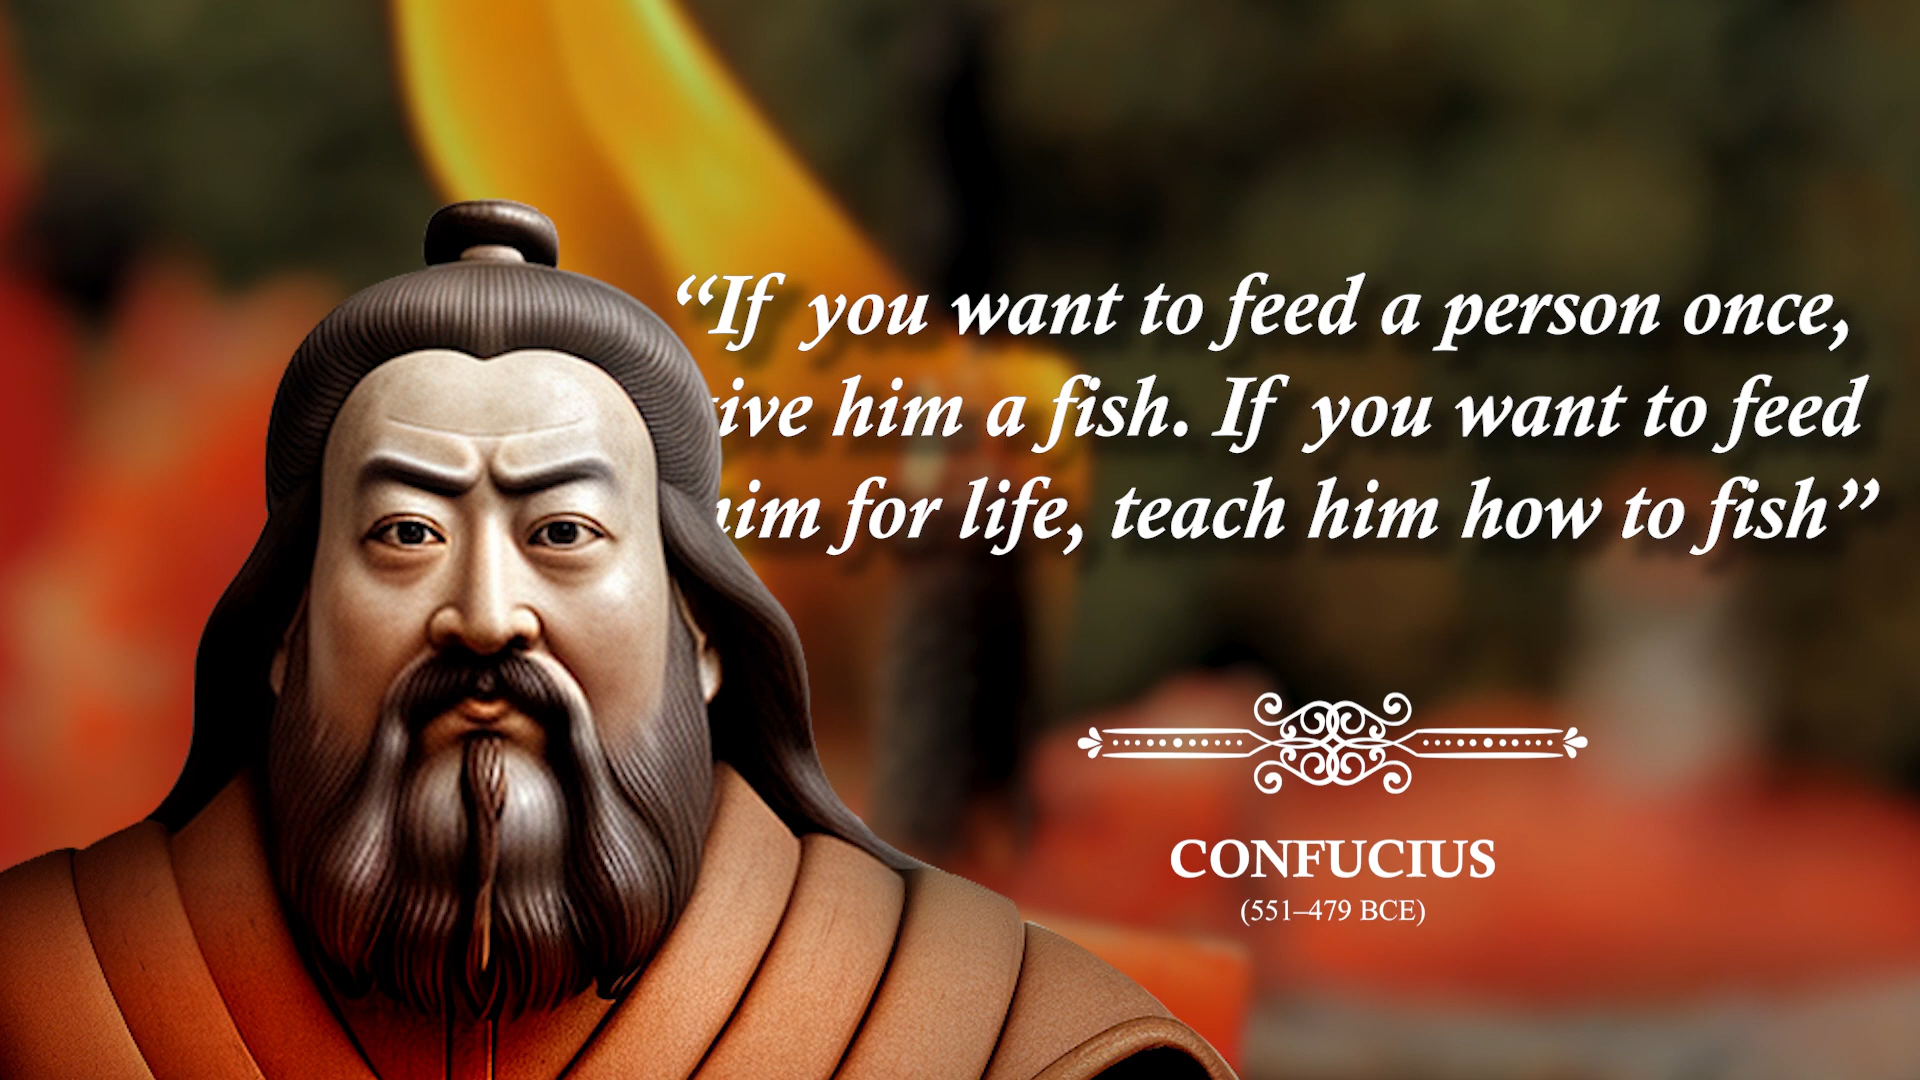 “If you want to feed a person once,
ive him a fish. If you want to feed
him for life, teach him how to fish”
CONFUCIUS
(551–479 BCE)